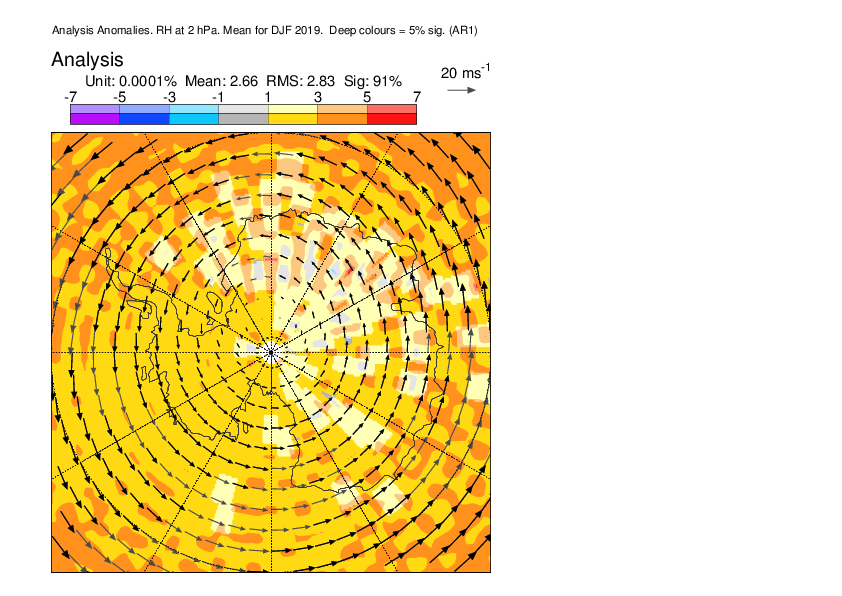 Analysis Anomalies. RH at 2 hPa. Mean for DJF 2019.  Deep colours = 5% sig. (AR1)
Analysis
20 ms-1
Unit: 0.0001%  Mean: 2.66  RMS: 2.83  Sig: 91%
-7 -5 -3 -1 1 3 5 7